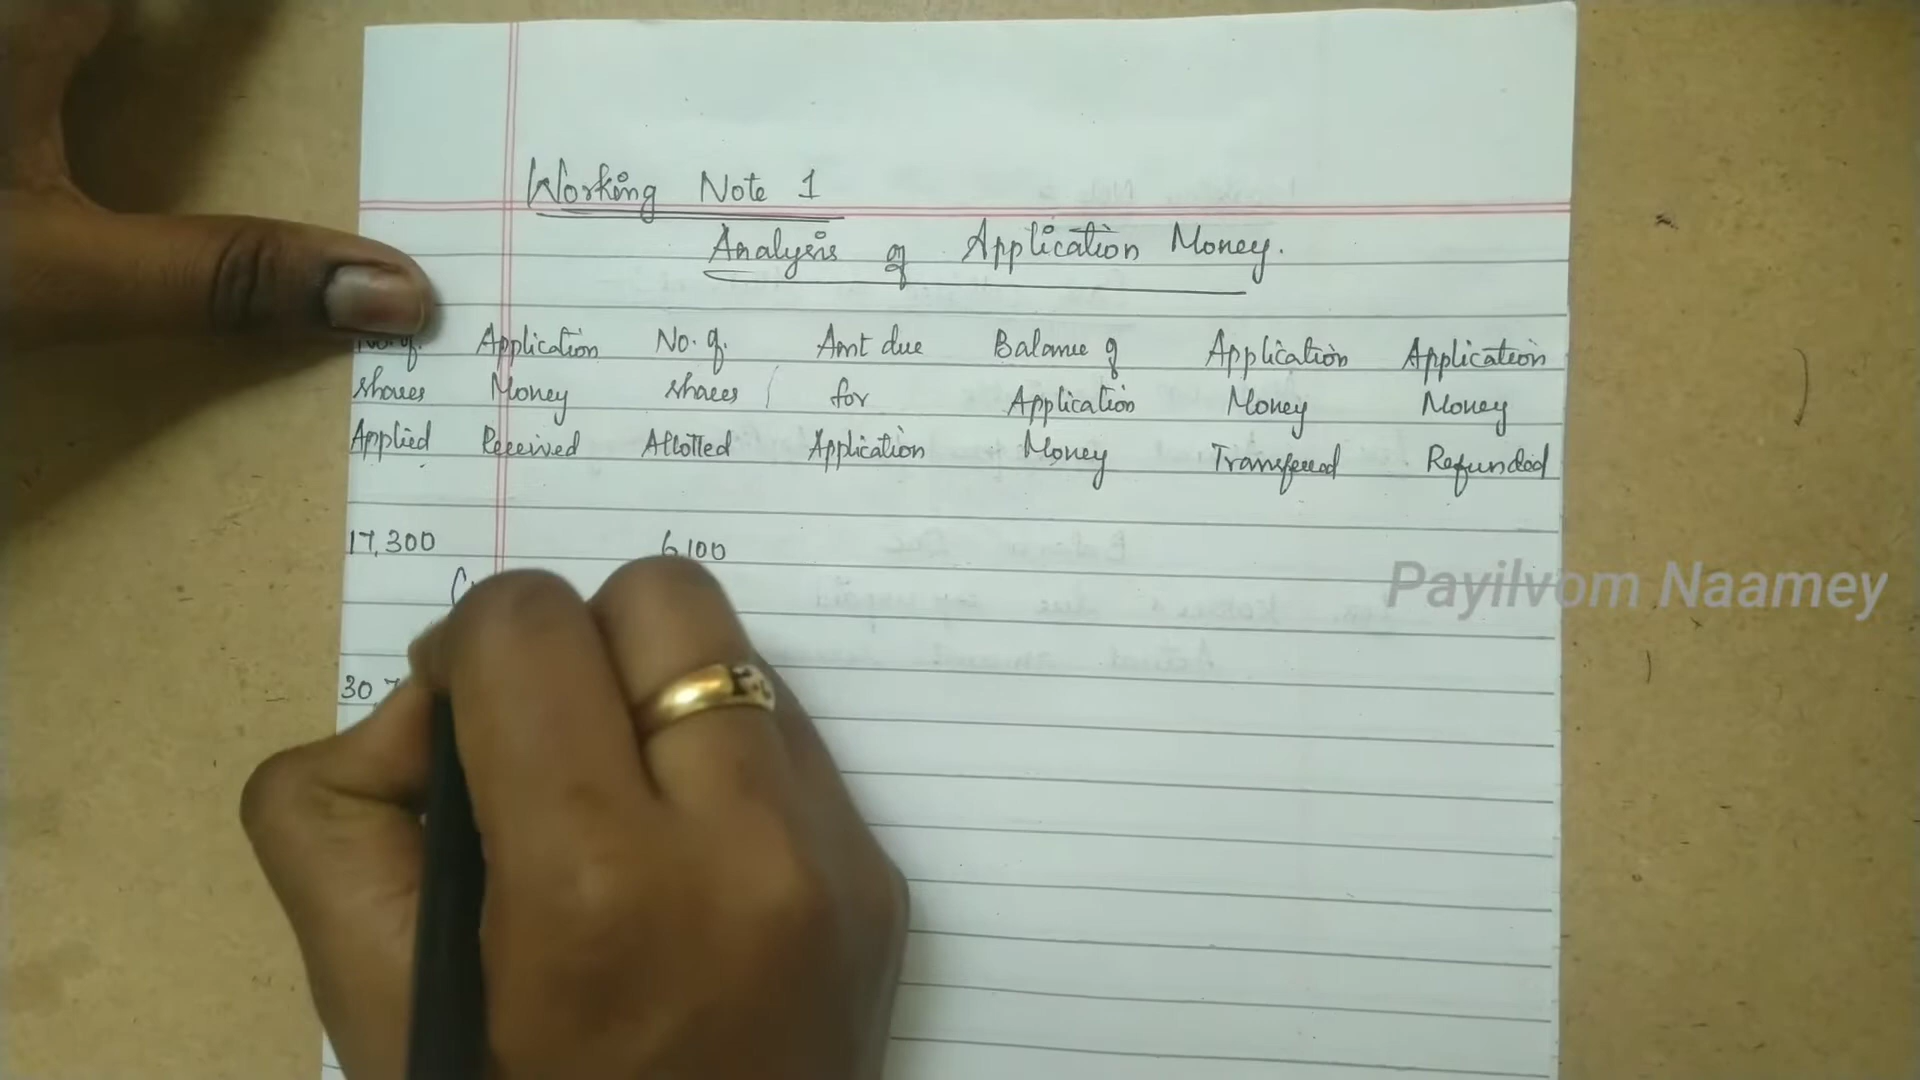 Working Note 1
Analysis of Application Money.
No. of. Application No. of. Amt due Balance of Application Application
shares Money shares for Application Money Money
Applied Received Allotted Application Money Transferred Refunded
17,300 6,100
30
Payilvom Naamey